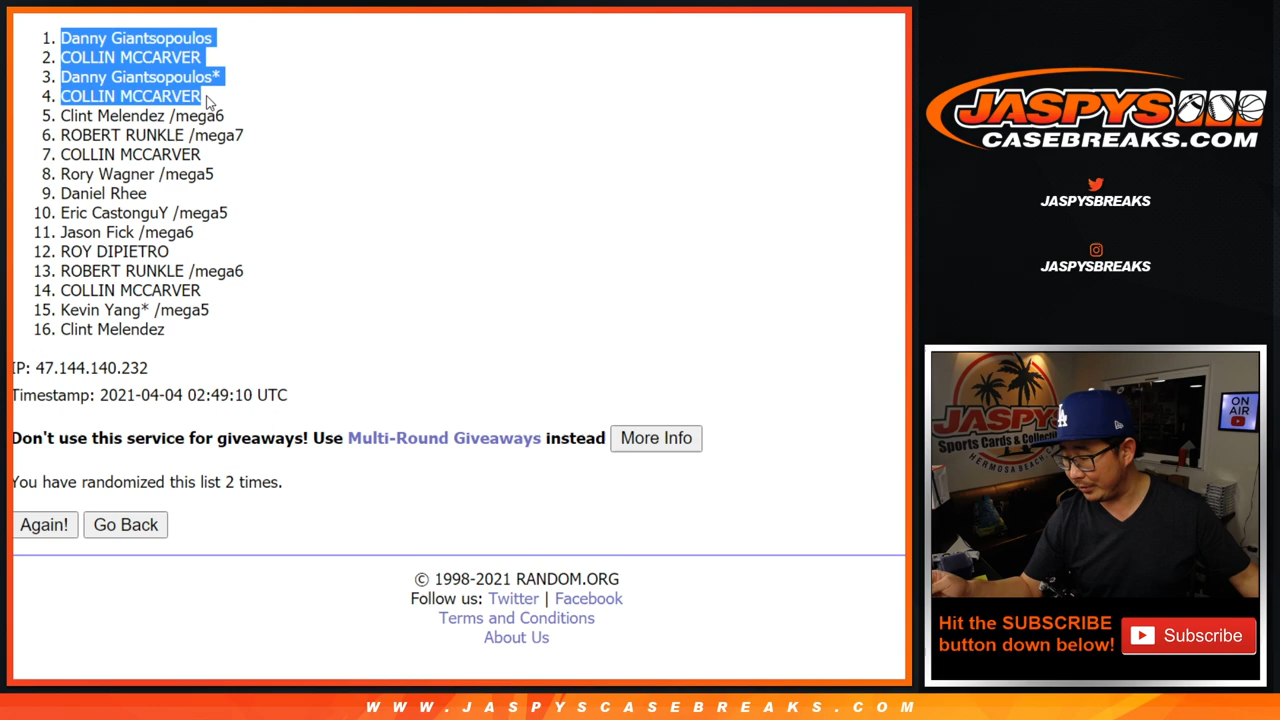 1. Danny Giantsopoulos
2. COLLIN MCCARVER
3. Danny Giantsopoulos*
4. COLLIN MCCARVER
5. Clint Melendez /mega6
6. ROBERT RUNKLE /mega7
7. COLLIN MCCARVER
8. Rory Wagner /mega5
9. Daniel Rhee
10. Eric CastonguY /mega5
11. Jason Fick /mega6
12. ROY DIPIETRO
13. ROBERT RUNKLE /mega6
14. COLLIN MCCARVER
15. Kevin Yang* /mega5
16. Clint Melendez
IP: 47.144.140.232
Timestamp: 2021-04-04 02:49:10 UTC
Don't use this service for giveaways! Use Multi-Round Giveaways instead More Info
You have randomized this list 2 times.
Again! Go Back
© 1998-2021 RANDOM.ORG
Follow us: Twitter | Facebook
Terms and Conditions
About Us
JASPYS
CASEBREAKS.COM
JASPYSBREAKS
JASPYSBREAKS
JASPYS
Sports Cards &
HERMOSA BEACH
ON
AIR
LA
Hit the SUBSCRIBE
button down below!
Subscribe
WWW.JASPYSCASEBREAKS.COM